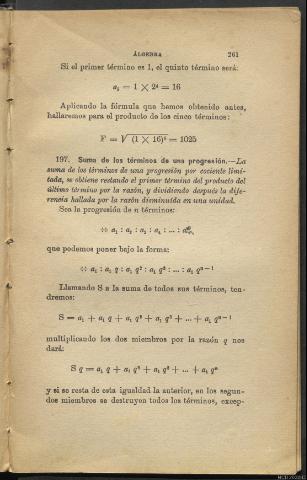 ÁLGEBRA 261
Si el primer término es 1, el quinto término será:
a₅ = 1 × 2⁴ = 16
Aplicando la fórmula que hemos obtenido antes,
hallaremos para el producto de los cinco términos:
P = √(1 × 16)⁵ = 1025
197. Suma de los términos de una progresión.—La
suma de los términos de una progresión por cociente limi-
tada, se obtiene restando el primer término del producto del
último término por la razón, y dividiendo después la dife-
rencia hallada por la razón disminuida en una unidad.
Sea la progresión de n términos:
∺ a₁ : a₂ : a₃ : a₄ : ... : aₙ
que podemos poner bajo la forma:
∺ a₁ : a₁ q : a₁ q² : a₁ q³ : ... : a₁ qⁿ⁻¹
Llamando S a la suma de todos sus términos, ten-
dremos:
S = a₁ + a₁ q + a₁ q² + a₁ q³ + ... + a₁ qⁿ⁻¹
multiplicando los dos miembros por la razón q nos
dará:
S q = a₁ q + a₁ q² + a₁ q³ + ... + a₁ qⁿ
y si se resta de esta igualdad la anterior, en los segun-
dos miembros se destruyen todos los términos, excep-